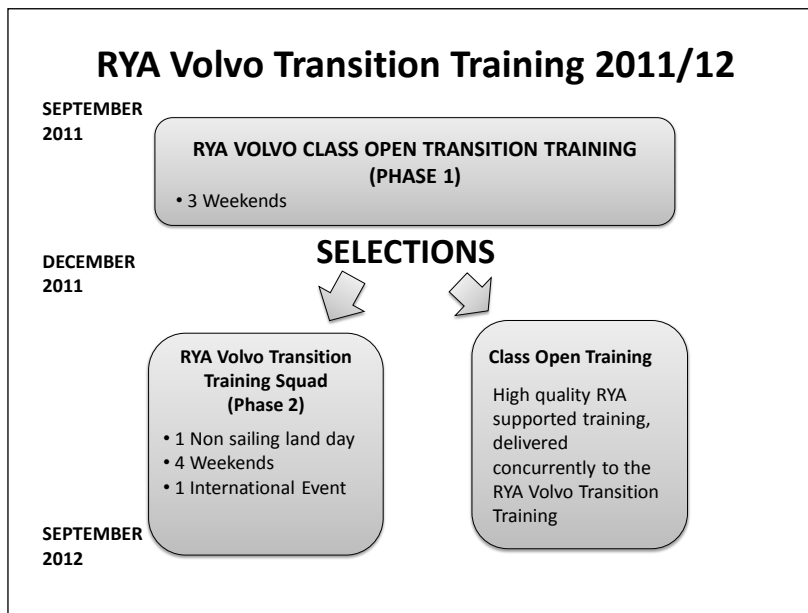 RYA Volvo Transition Training 2011/12
SEPTEMBER
2011
RYA VOLVO CLASS OPEN TRANSITION TRAINING
(PHASE 1)
• 3 Weekends
SELECTIONS
DECEMBER
2011
RYA Volvo Transition
Training Squad
(Phase 2)
• 1 Non sailing land day
• 4 Weekends
• 1 International Event
Class Open Training
High quality RYA
supported training,
delivered
concurrently to the
RYA Volvo Transition
Training
SEPTEMBER
2012